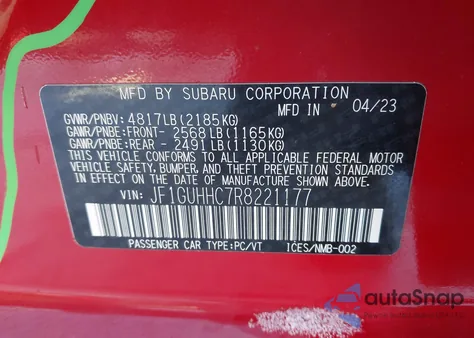 MFD BY SUBARU CORPORATION
GVWR/PNBV: 4817LB(2185KG) MFD IN 04/23
GAWR/PNBE: FRONT- 2568LB(1165KG)
GAWR/PNBE: REAR - 2491LB(1130KG)
THIS VEHICLE CONFORMS TO ALL APPLICABLE FEDERAL MOTOR
VEHICLE SAFETY, BUMPER, AND THEFT PREVENTION STANDARDS
IN EFFECT ON THE DATE OF MANUFACTURE SHOWN ABOVE.
VIN: JF1GUHHC7R8221177
PASSENGER CAR TYPE:PC/VT ICES/NMB-002
autoSnap